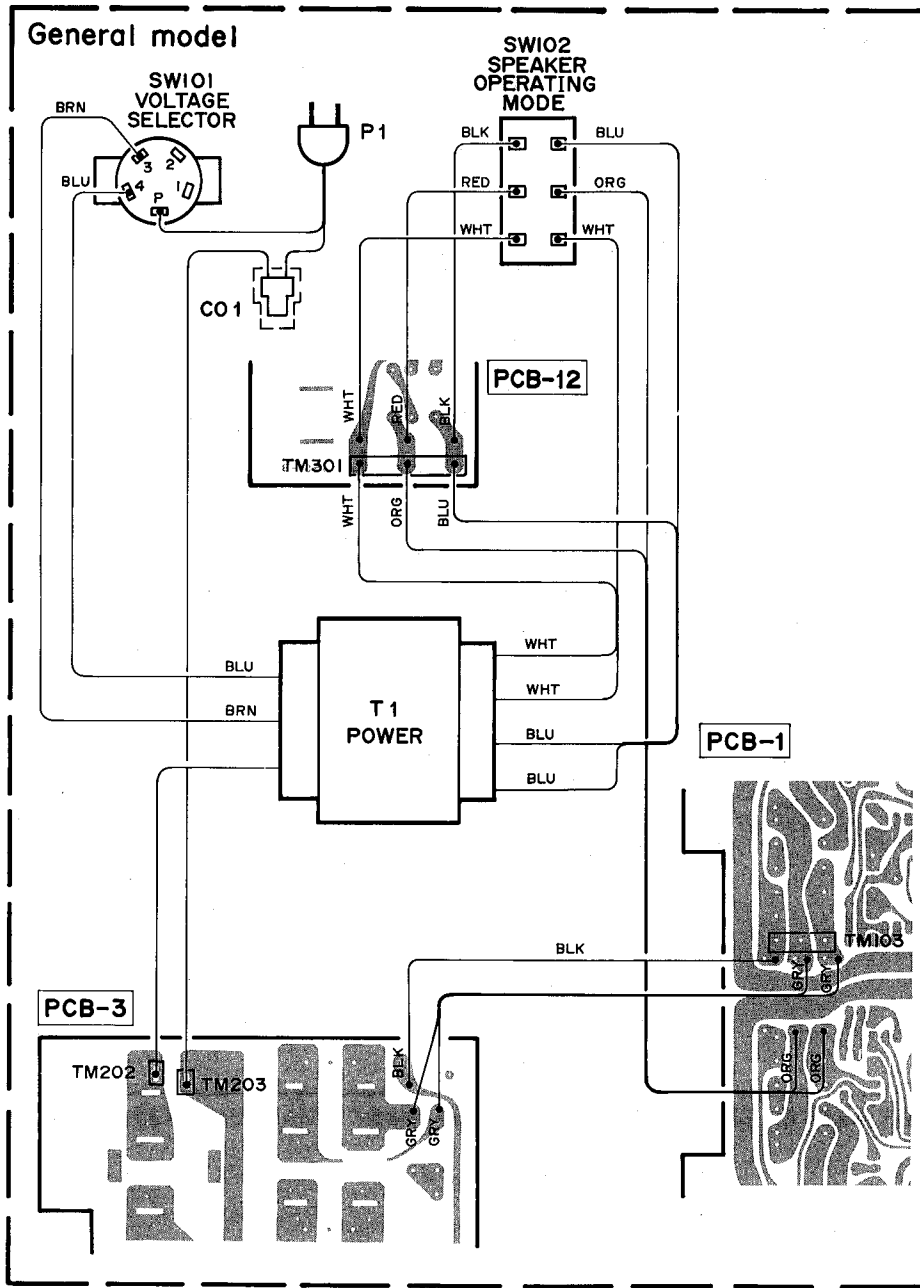 General model
SW101
VOLTAGE
SELECTOR
SW102
SPEAKER
OPERATING
MODE
BRN
P1
BLK
BLU
3
2
BLU
4
1
P
RED
ORG
WHT
WHT
CO1
PCB-12
WHT
RED
BLK
TM301
WHT
ORG
BLU
WHT
BLU
WHT
BRN
T1
POWER
BLU
BLU
PCB-1
TM103
BLK
GRY
GRY
PCB-3
TM202
TM203
BLK
ORG
ORG
GRY
GRY